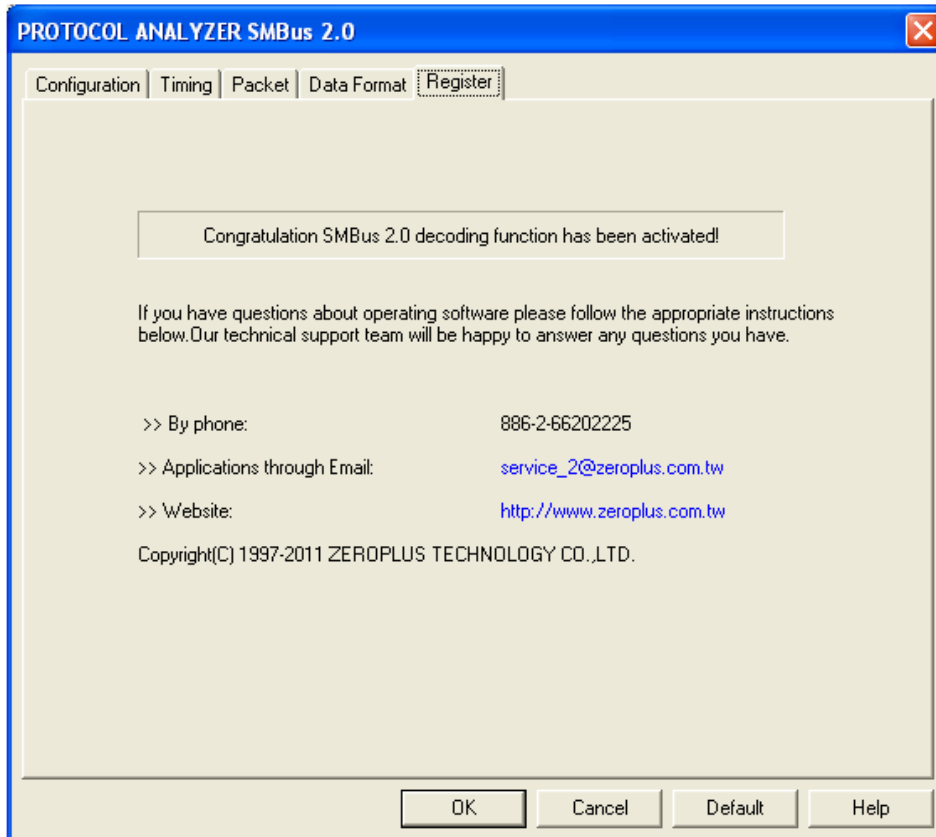 PROTOCOL ANALYZER SMBus 2.0
Configuration Timing Packet Data Format Register
Congratulation SMBus 2.0 decoding function has been activated!
If you have questions about operating software please follow the appropriate instructions
below.Our technical support team will be happy to answer any questions you have.
>> By phone: 886-2-66202225
>> Applications through Email: service_2@zeroplus.com.tw
>> Website: http://www.zeroplus.com.tw
Copyright(C) 1997-2011 ZEROPLUS TECHNOLOGY CO.,LTD.
OK Cancel Default Help